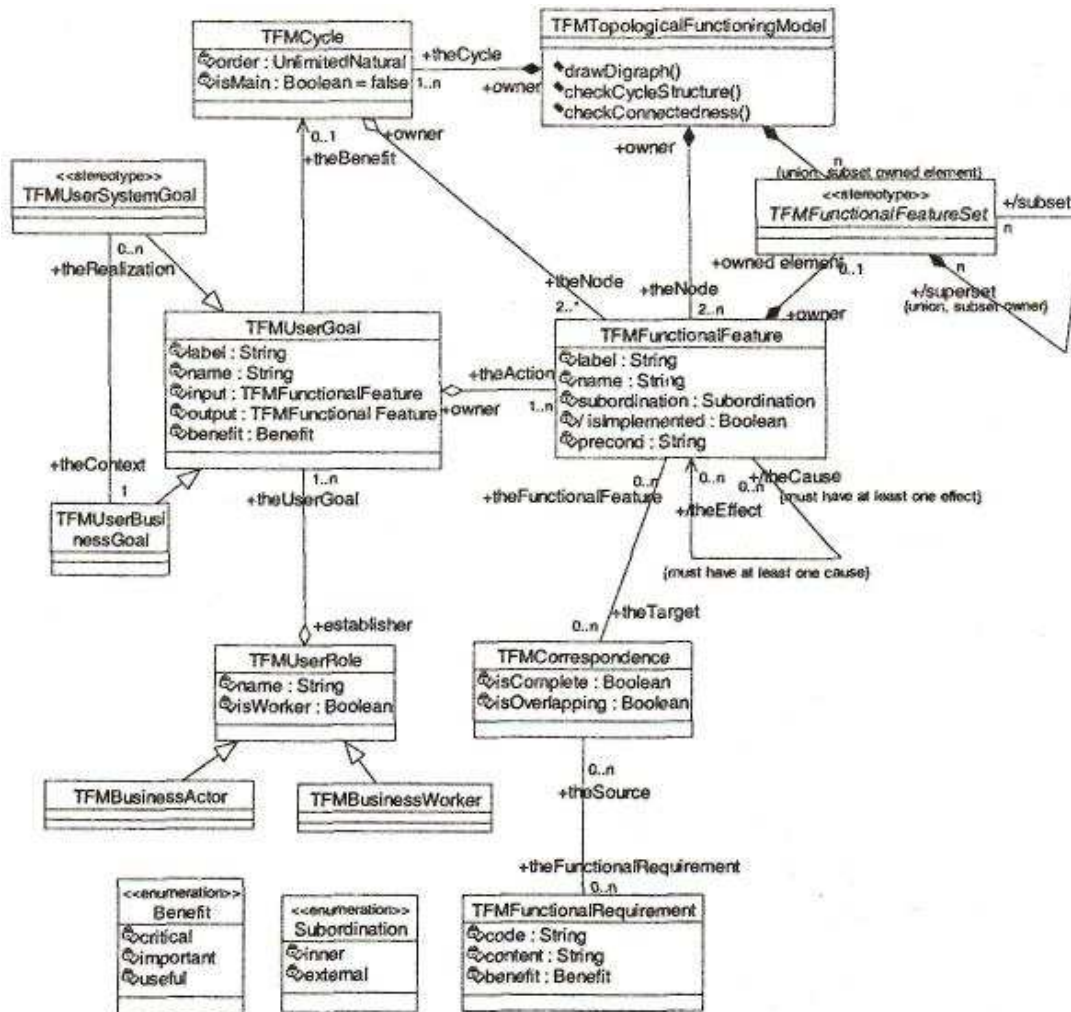 TFMCycle
order : UnlimitedNatural
isMain : Boolean = false
+theCycle
1..n
+owner
TFMTopologicalFunctioningModel
drawDigraph()
checkCycleStructure()
checkConnectedness()
0..1
+theBenefit
+owner
+owner
n
{union, subset owned element}
<<stereotype>>
TFMUserSystemGoal
<<stereotype>>
TFMFunctionalFeatureSet
+/subset
n
0..n
+theRealization
+theNode
2..*
+theNode
2..n
+owned element
0..1
n
+/superset
{union, subset owner}
+owner
TFMUserGoal
label : String
name : String
input : TFMFunctionalFeature
output : TFMFunctional Feature
benefit : Benefit
+theAction
+owner
1..n
TFMFunctionalFeature
label : String
name : String
subordination : Subordination
/ isImplemented : Boolean
precond : String
+theContext
1
1..n
+theUserGoal
0..n
+theFunctionalFeature
0..n
+/theEffect
+/theCause
0..n
{must have at least one effect}
{must have at least one cause}
TFMUserBusi
nessGoal
+establisher
+theTarget
0..n
TFMUserRole
name : String
isWorker : Boolean
TFMCorrespondence
isComplete : Boolean
isOverlapping : Boolean
TFMBusinessActor
TFMBusinessWorker
0..n
+theSource
+theFunctionalRequirement
0..n
<<enumeration>>
Benefit
critical
important
useful
<<enumeration>>
Subordination
inner
external
TFMFunctionalRequirement
code : String
content : String
benefit : Benefit